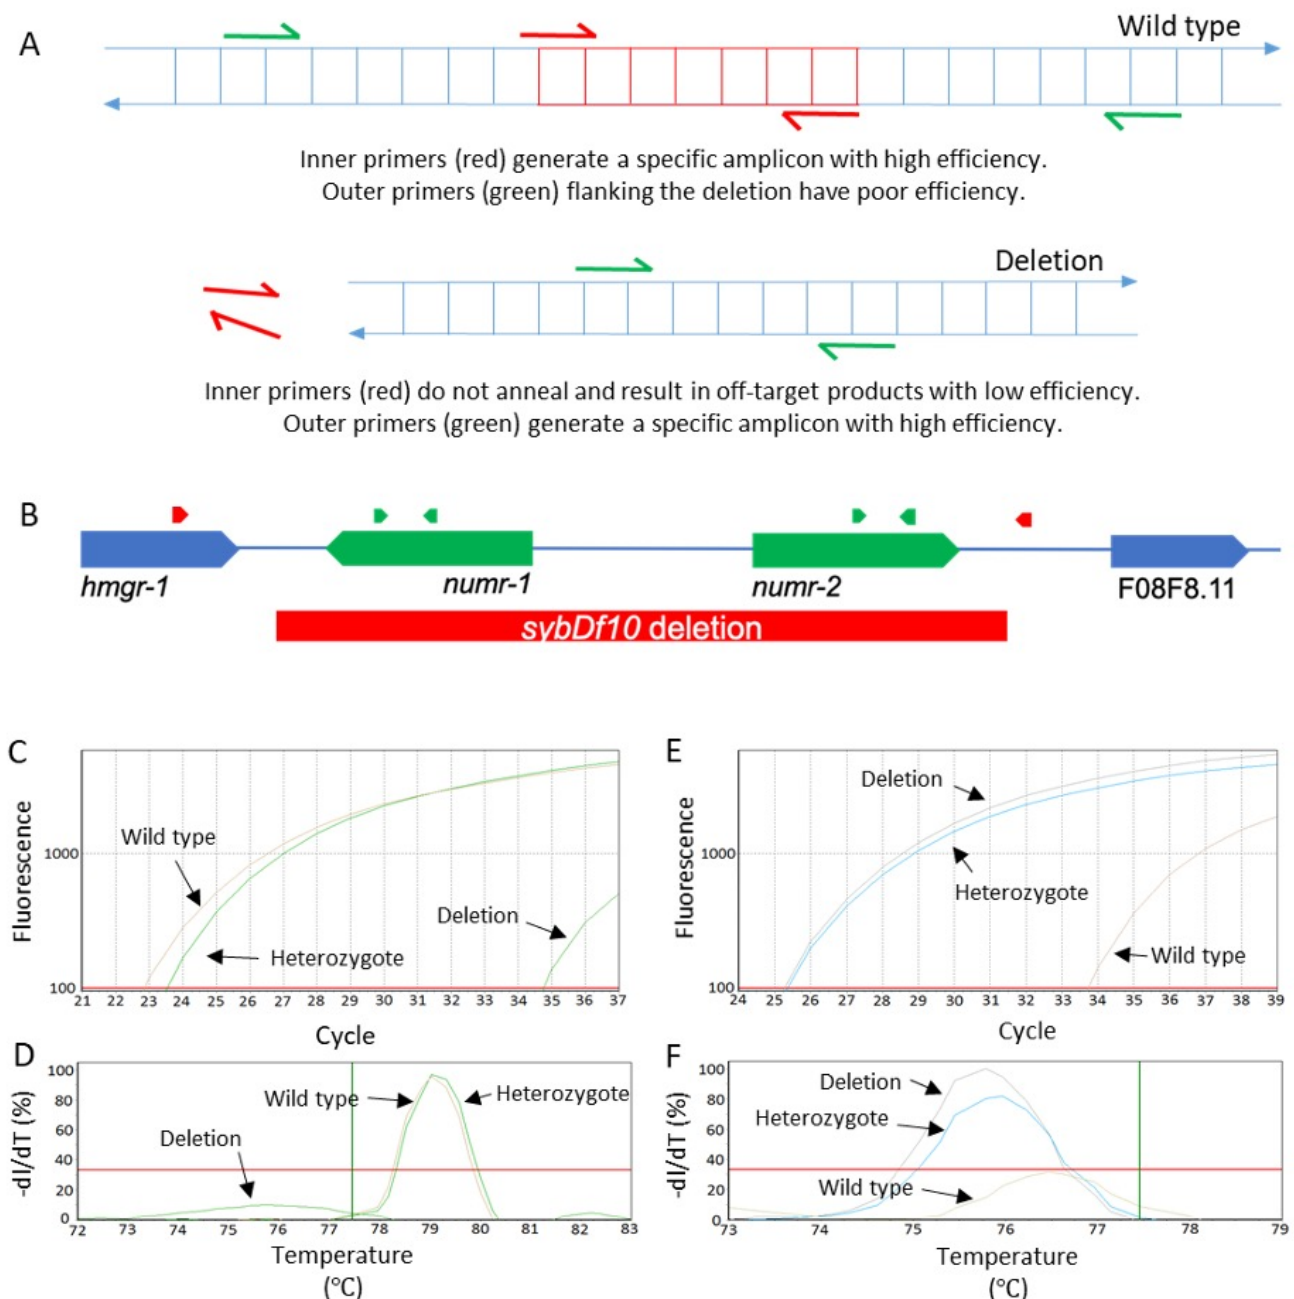 A
Wild type
Inner primers (red) generate a specific amplicon with high efficiency.
Outer primers (green) flanking the deletion have poor efficiency.
Deletion
Inner primers (red) do not anneal and result in off-target products with low efficiency.
Outer primers (green) generate a specific amplicon with high efficiency.
B
hmgr-1
numr-1
numr-2
F08F8.11
sybDf10 deletion
C
Fluorescence
1000
100
Wild type
Heterozygote
Deletion
21 22 23 24 25 26 27 28 29 30 31 32 33 34 35 36 37
Cycle
E
Fluorescence
1000
100
Deletion
Heterozygote
Wild type
24 25 26 27 28 29 30 31 32 33 34 35 36 37 38 39
Cycle
D
-dI/dT (%)
100
80
60
40
20
0
Wild type
Heterozygote
Deletion
72 73 74 75 76 77 78 79 80 81 82 83
Temperature
(°C)
F
-dI/dT (%)
100
80
60
40
20
0
Deletion
Heterozygote
Wild type
73 74 75 76 77 78 79
Temperature
(°C)